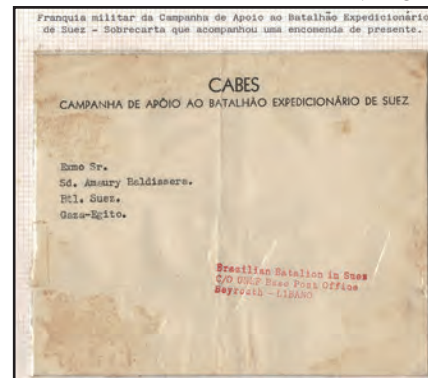 Franquia militar da Campanha de Apoio ao Batalhão Expedicionário
de Suez - Sobrecarta que acompanhou uma encomenda de presente.
CABES
CAMPANHA DE APÔIO AO BATALHÃO EXPEDICIONÁRIO DE SUEZ
Exmo Sr.
Sd. Amaury Baldissera.
Btl. Suez.
Gaza-Egito.
Brazilian Batalion in Suez
C/O Base Post Office
Beyrouth - LIBANO